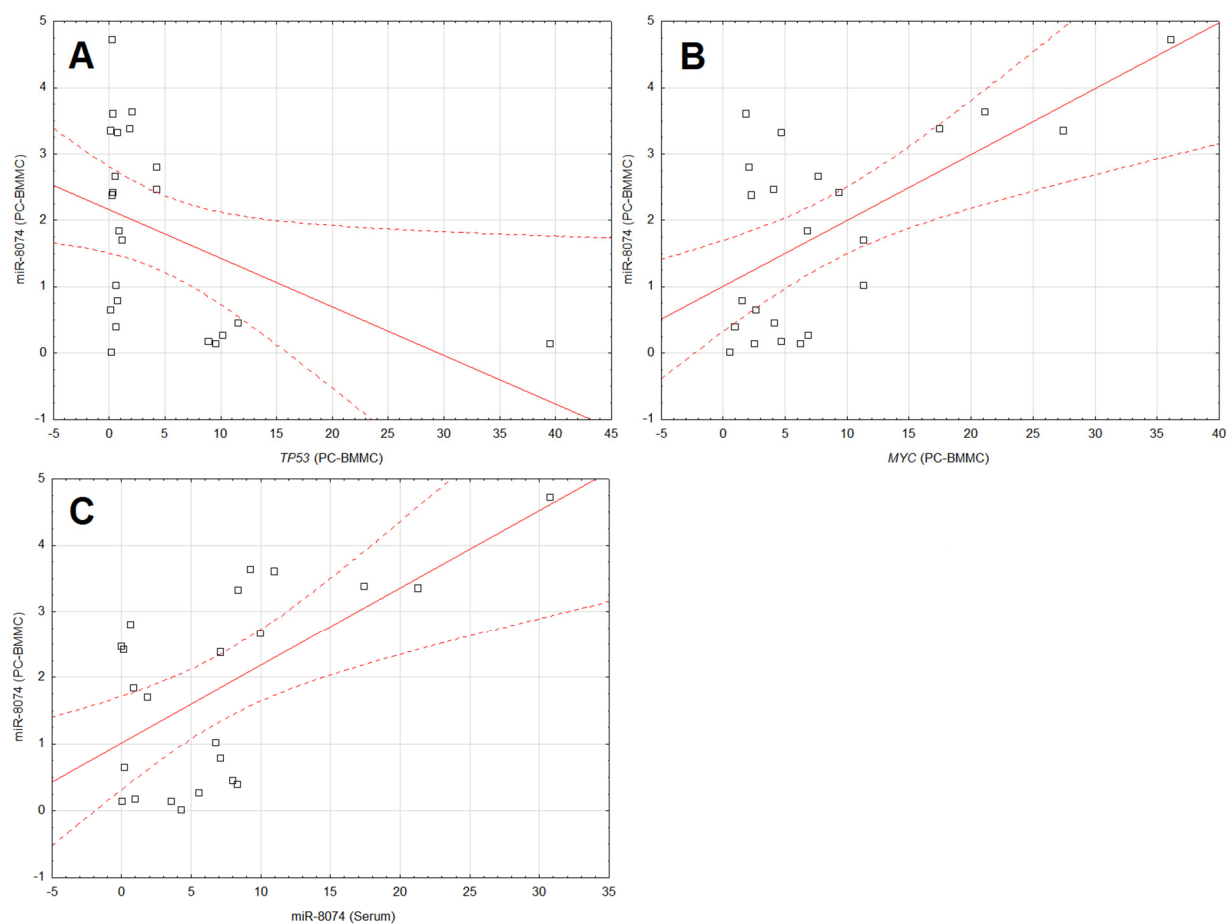 A
5
4
3
2
1
0
-1
miR-8074 (PC-BMMC)
-5 0 5 10 15 20 25 30 35 40 45
TP53 (PC-BMMC)
B
5
4
3
2
1
0
-1
miR-8074 (PC-BMMC)
-5 0 5 10 15 20 25 30 35 40
MYC (PC-BMMC)
C
5
4
3
2
1
0
-1
miR-8074 (PC-BMMC)
-5 0 5 10 15 20 25 30 35
miR-8074 (Serum)